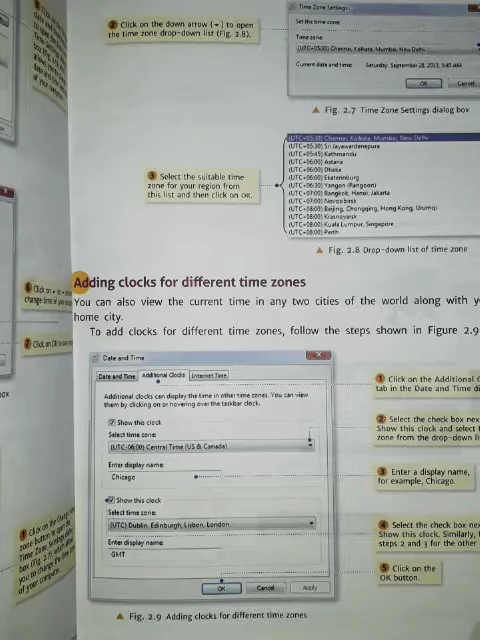 2 Click on the down arrow (▾) to open
the time zone drop-down list (Fig. 2.8).
Time Zone Settings
Set the time zone:
Time zone:
(UTC+05:30) Chennai, Kolkata, Mumbai, New Delhi
Current date and time: Saturday, September 28, 2013, 9:40 AM
OK Cancel
▲ Fig. 2.7 Time Zone Settings dialog box
3 Select the suitable time
zone for your region from
this list and then click on OK.
(UTC+05:30) Chennai, Kolkata, Mumbai, New Delhi
(UTC+05:30) Sri Jayawardenepura
(UTC+05:45) Kathmandu
(UTC+06:00) Astana
(UTC+06:00) Dhaka
(UTC+06:00) Ekaterinburg
(UTC+06:30) Yangon (Rangoon)
(UTC+07:00) Bangkok, Hanoi, Jakarta
(UTC+07:00) Novosibirsk
(UTC+08:00) Beijing, Chongqing, Hong Kong, Urumqi
(UTC+08:00) Krasnoyarsk
(UTC+08:00) Kuala Lumpur, Singapore
(UTC+08:00) Perth
▲ Fig. 2.8 Drop-down list of time zone
Adding clocks for different time zones
You can also view the current time in any two cities of the world along with y
home city.
To add clocks for different time zones, follow the steps shown in Figure 2.9
Date and Time
Date and Time Additional Clocks Internet Time
Additional clocks can display the time in other time zones. You can view
them by clicking on or hovering over the taskbar clock.
Show this clock
Select time zone:
(UTC-06:00) Central Time (US & Canada)
Enter display name:
Chicago
Show this clock
Select time zone:
(UTC) Dublin, Edinburgh, Lisbon, London
Enter display name:
GMT
OK Cancel Apply
1 Click on the Additional C
tab in the Date and Time di
2 Select the check box nex
Show this clock and select t
zone from the drop-down lis
3 Enter a display name,
for example, Chicago.
4 Select the check box nex
Show this clock. Similarly,
steps 2 and 3 for the other
5 Click on the
OK button.
▲ Fig. 2.9 Adding clocks for different time zones